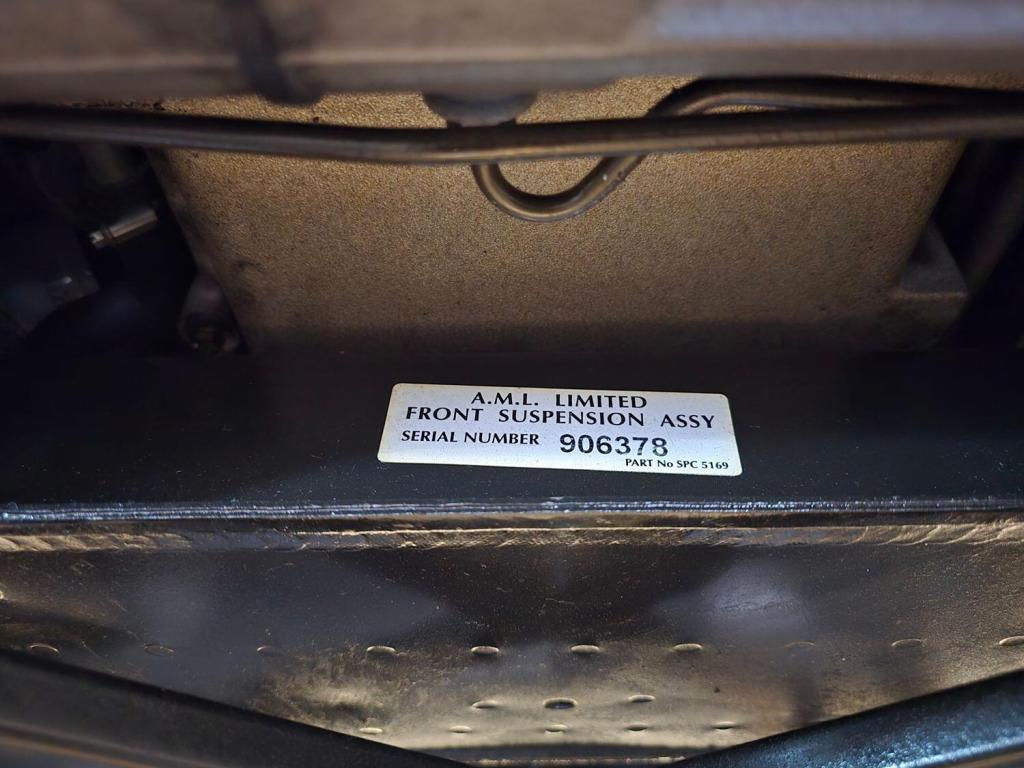 A.M.L. LIMITED
FRONT SUSPENSION ASSY
SERIAL NUMBER 906378
PART No SPC 5169